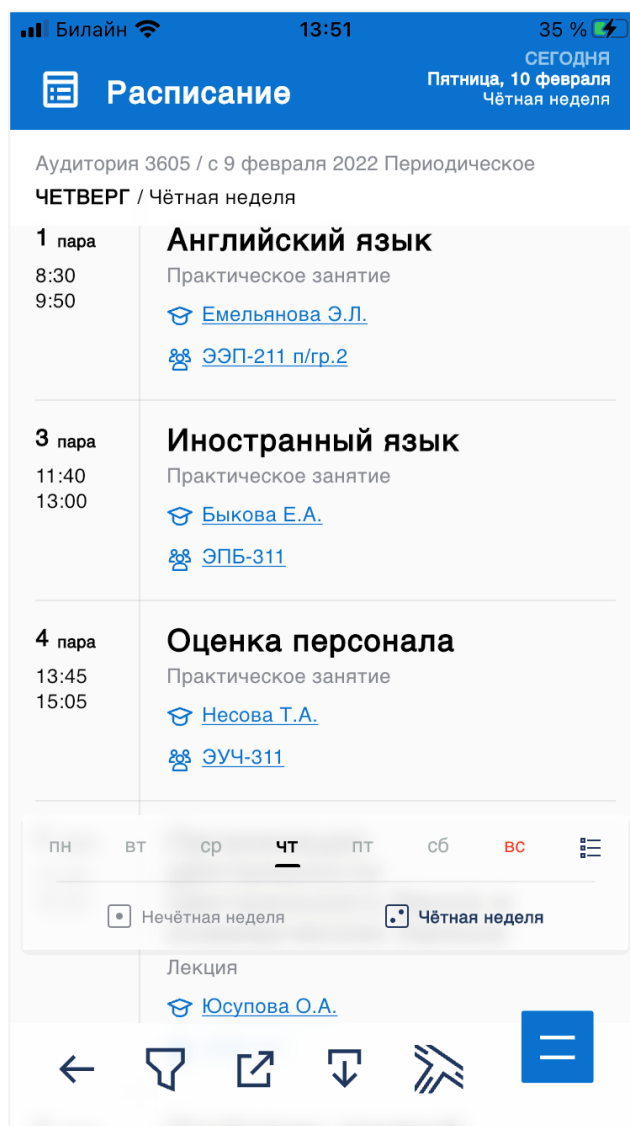 Билайн 13:51 35 %
СЕГОДНЯ
Расписание
Пятница, 10 февраля
Чётная неделя
Аудитория 3605 / с 9 февраля 2022 Периодическое
ЧЕТВЕРГ / Чётная неделя
1 пара
Английский язык
8:30
Практическое занятие
9:50
Емельянова Э.Л.
ЭЭП-211 п/гр.2
3 пара
Иностранный язык
11:40
Практическое занятие
13:00
Быкова Е.А.
ЭПБ-311
4 пара
Оценка персонала
13:45
Практическое занятие
15:05
Несова Т.А.
ЭУЧ-311
пн вт ср чт пт сб вс
Нечётная неделя Чётная неделя
Лекция
Юсупова О.А.